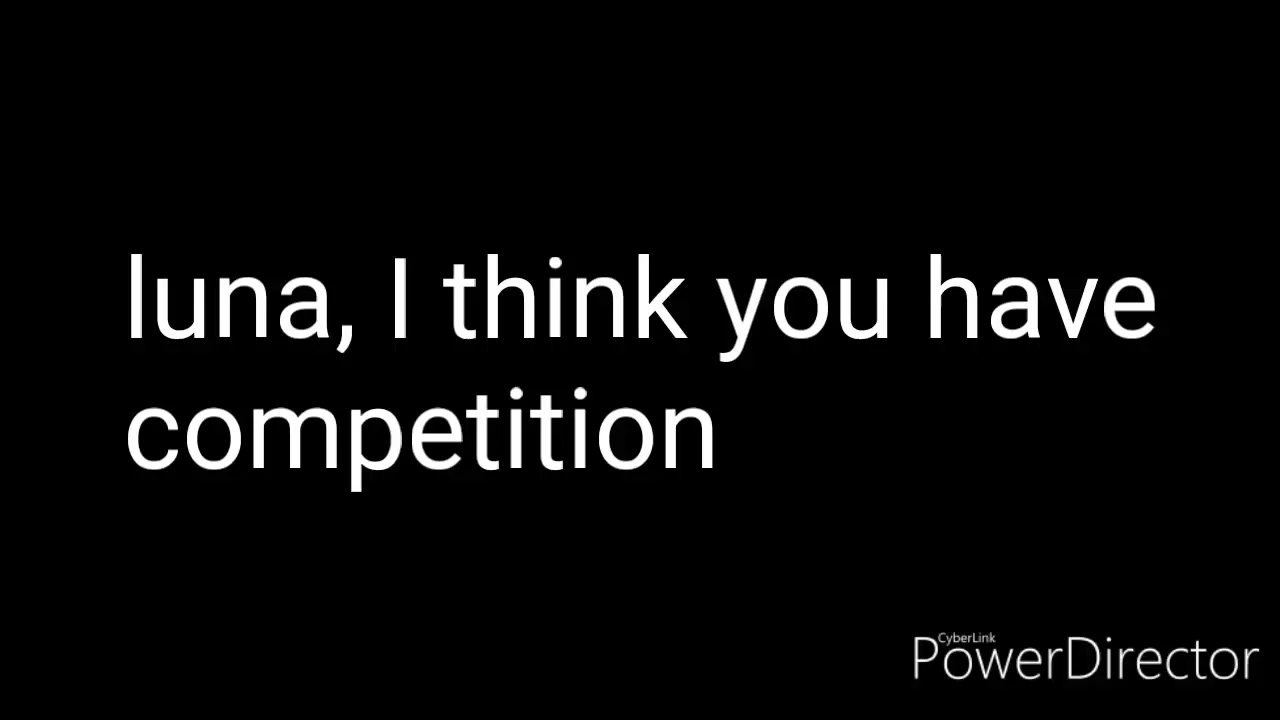 luna, I think you have
competition
CyberLink
PowerDirector